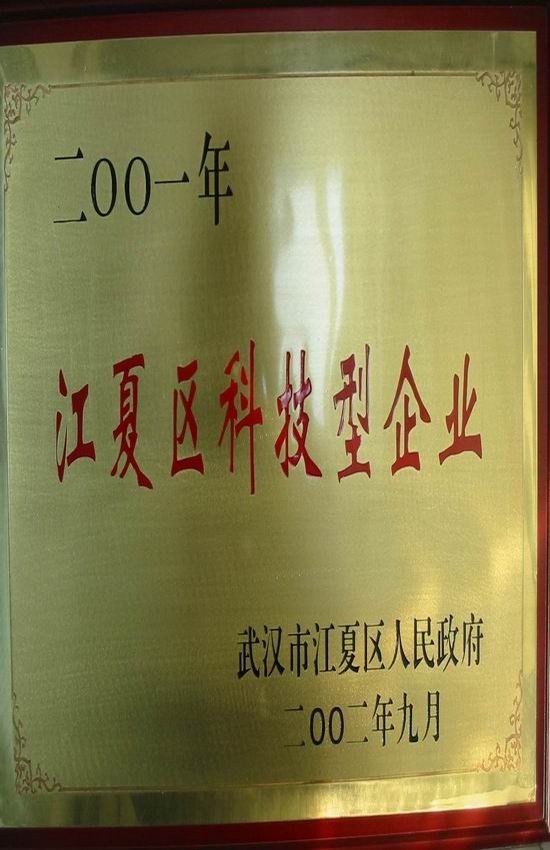 二00一年
江夏区科技型企业
武汉市江夏区人民政府
二00二年九月